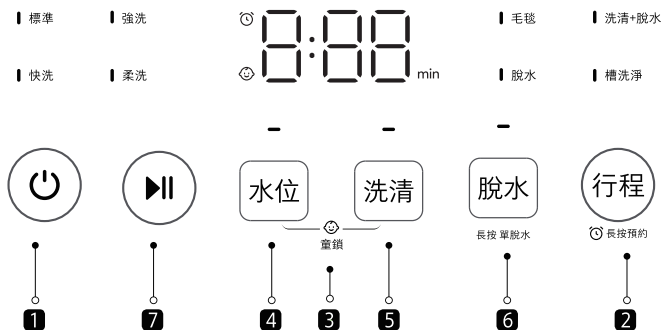 標準 強洗 8:88 min 毛毯 洗清+脫水
快洗 柔洗 脫水 槽洗淨
水位 洗清 脫水 行程
童鎖 長按 單脫水 長按預約
1 7 4 3 5 6 2